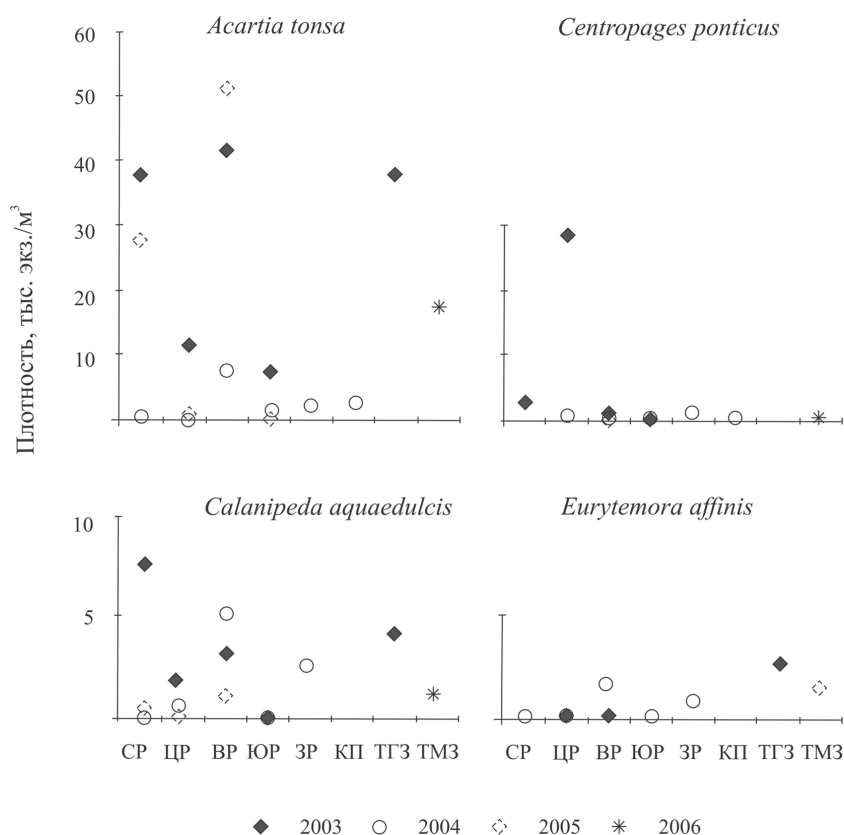 Acartia tonsa
Centropages ponticus
60
50
40
30
20
10
Плотность, тыс. экз./м³
Calanipeda aquaedulcis
Eurytemora affinis
10
5
СР ЦР ВР ЮР ЗР КП ТГЗ ТМЗ
СР ЦР ВР ЮР ЗР КП ТГЗ ТМЗ
2003 2004 2005 2006